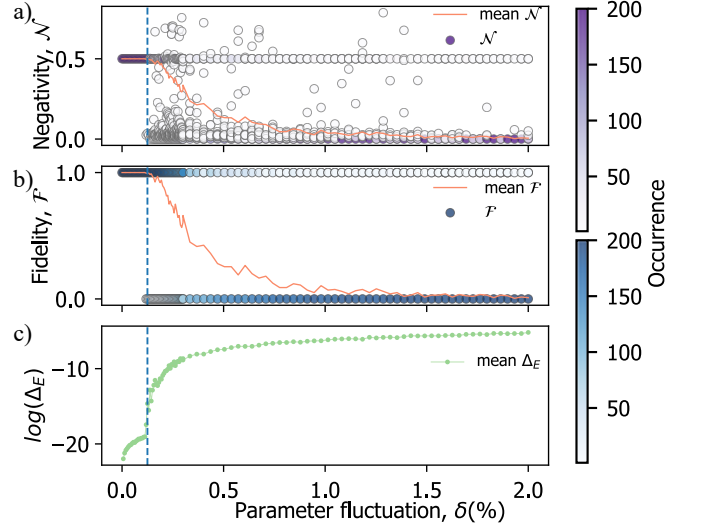 a)
Negativity, 𝒩
0.5
0.0
mean 𝒩
𝒩
b)
Fidelity, ℱ
1.0
0.0
mean ℱ
ℱ
c)
log(Δ_E)
−10
−20
mean Δ_E
0.0 0.5 1.0 1.5 2.0
Parameter fluctuation, δ(%)
200
150
100
50
200
150
100
50
Occurrence